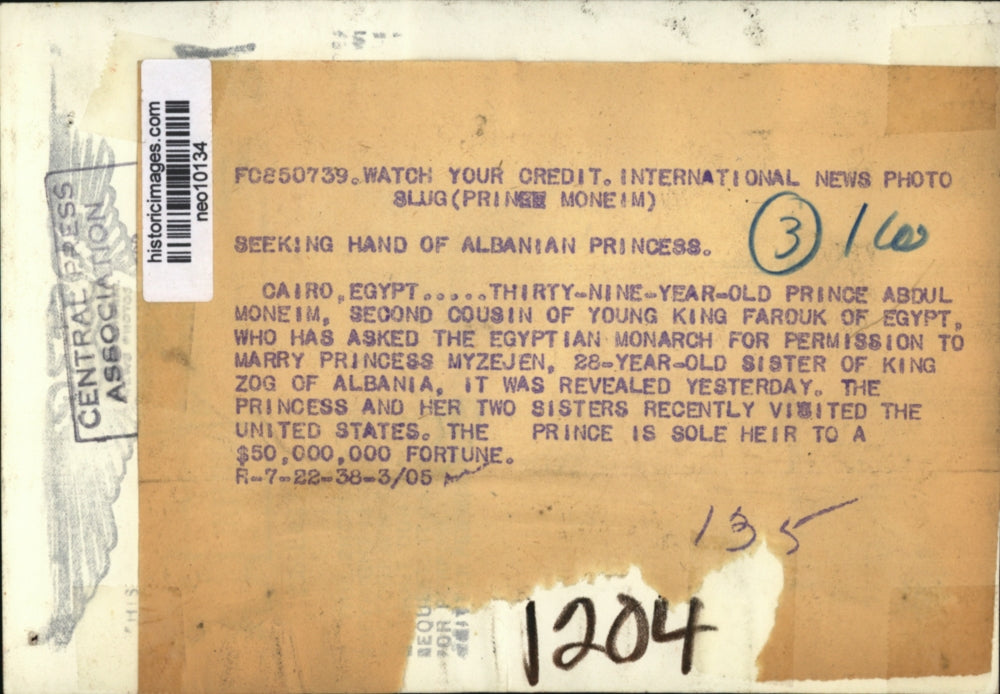 FC850739.WATCH YOUR CREDIT.INTERNATIONAL NEWS PHOTO
SLUG(PRINCE MONEIM)
SEEKING HAND OF ALBANIAN PRINCESS.
3
CAIRO,EGYPT.....THIRTY-NINE-YEAR-OLD PRINCE ABDUL
MONEIM, SECOND COUSIN OF YOUNG KING FAROUK OF EGYPT,
WHO HAS ASKED THE EGYPTIAN MONARCH FOR PERMISSION TO
MARRY PRINCESS MYZEJEN, 28-YEAR-OLD SISTER OF KING
ZOG OF ALBANIA, IT WAS REVEALED YESTERDAY. THE
PRINCESS AND HER TWO SISTERS RECENTLY VISITED THE
UNITED STATES. THE PRINCE IS SOLE HEIR TO A
$50,000,000 FORTUNE.
R-7-22-38-3/05
135
1204
historicimages.com
neo10134
CENTRAL PRESS
ASSOCIATION